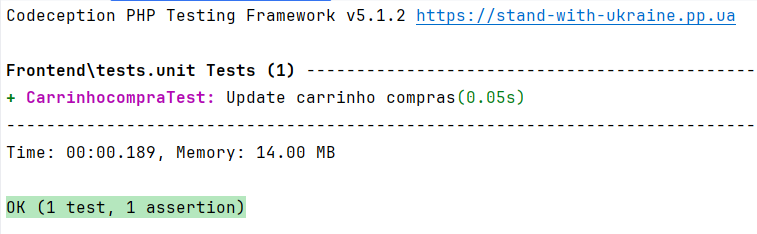 Codeception PHP Testing Framework v5.1.2 https://stand-with-ukraine.pp.ua
Frontend\tests.unit Tests (1) ---------------------------------------------
+ CarrinhocompraTest: Update carrinho compras(0.05s)
---------------------------------------------------------------------------
Time: 00:00.189, Memory: 14.00 MB
OK (1 test, 1 assertion)